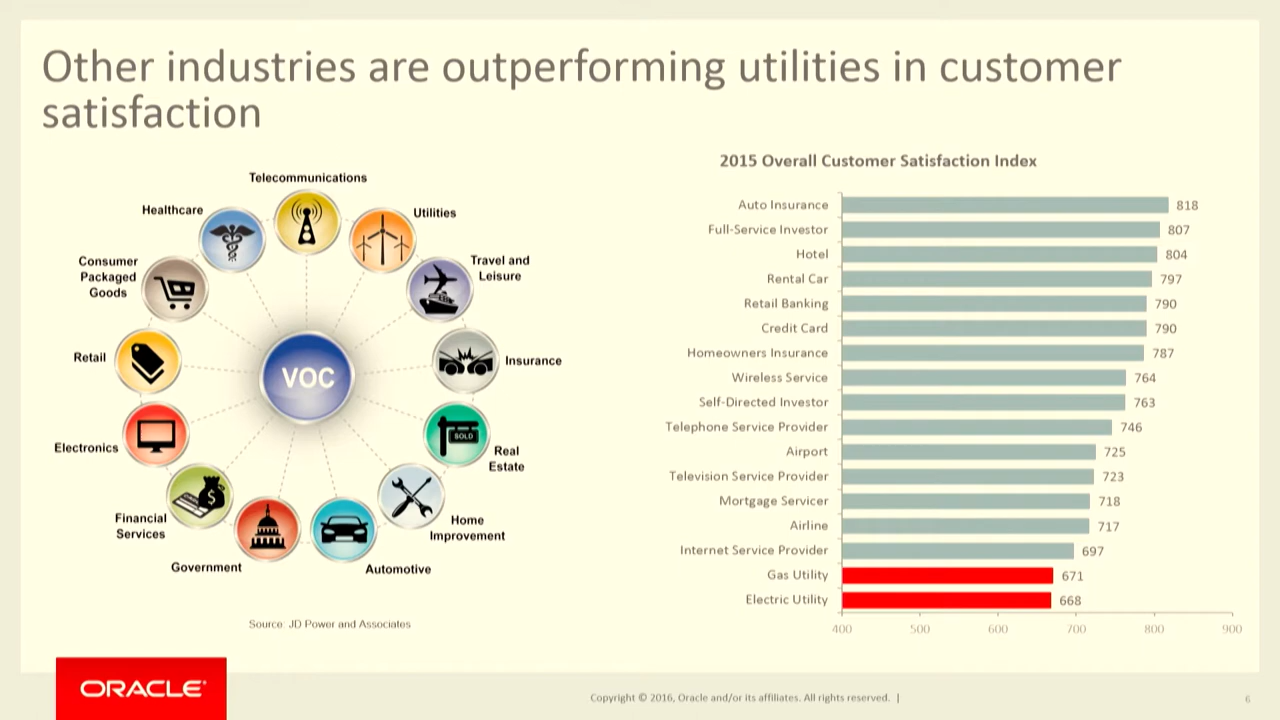 Other industries are outperforming utilities in customer
satisfaction
Telecommunications
Healthcare
Utilities
Consumer
Packaged
Goods
Travel and
Leisure
Retail
VOC
Insurance
Electronics
SOLD
Real
Estate
$
Financial
Services
Home
Improvement
Government
Automotive
Source: JD Power and Associates
2015 Overall Customer Satisfaction Index
Auto Insurance 818
Full-Service Investor 807
Hotel 804
Rental Car 797
Retail Banking 790
Credit Card 790
Homeowners Insurance 787
Wireless Service 764
Self-Directed Investor 763
Telephone Service Provider 746
Airport 725
Television Service Provider 723
Mortgage Servicer 718
Airline 717
Internet Service Provider 697
Gas Utility 671
Electric Utility 668
400 500 600 700 800 900
ORACLE®
Copyright © 2016, Oracle and/or its affiliates. All rights reserved. |
6